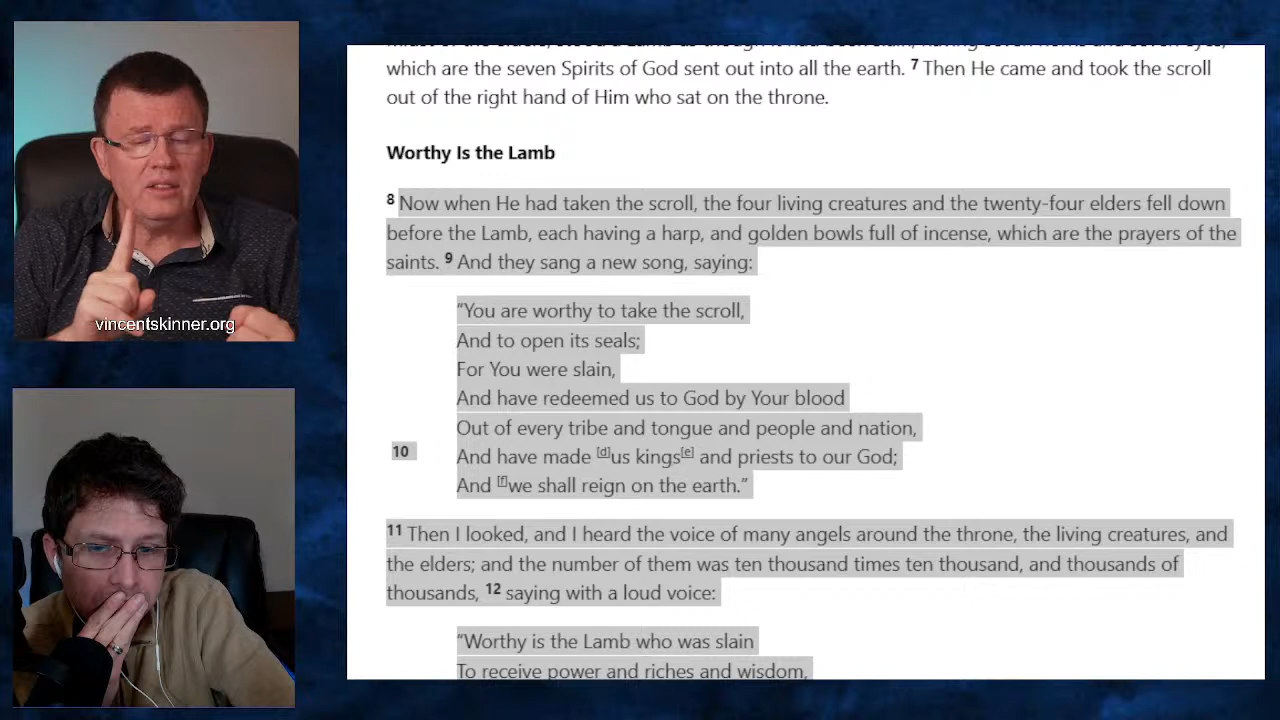 which are the seven Spirits of God sent out into all the earth. 7 Then He came and took the scroll
out of the right hand of Him who sat on the throne.
Worthy Is the Lamb
8 Now when He had taken the scroll, the four living creatures and the twenty-four elders fell down
before the Lamb, each having a harp, and golden bowls full of incense, which are the prayers of the
saints. 9 And they sang a new song, saying:
“You are worthy to take the scroll,
And to open its seals;
For You were slain,
And have redeemed us to God by Your blood
Out of every tribe and tongue and people and nation,
10 And have made [d]us kings[e] and priests to our God;
And [f]we shall reign on the earth.”
11 Then I looked, and I heard the voice of many angels around the throne, the living creatures, and
the elders; and the number of them was ten thousand times ten thousand, and thousands of
thousands, 12 saying with a loud voice:
“Worthy is the Lamb who was slain
To receive power and riches and wisdom,
vincentskinner.org